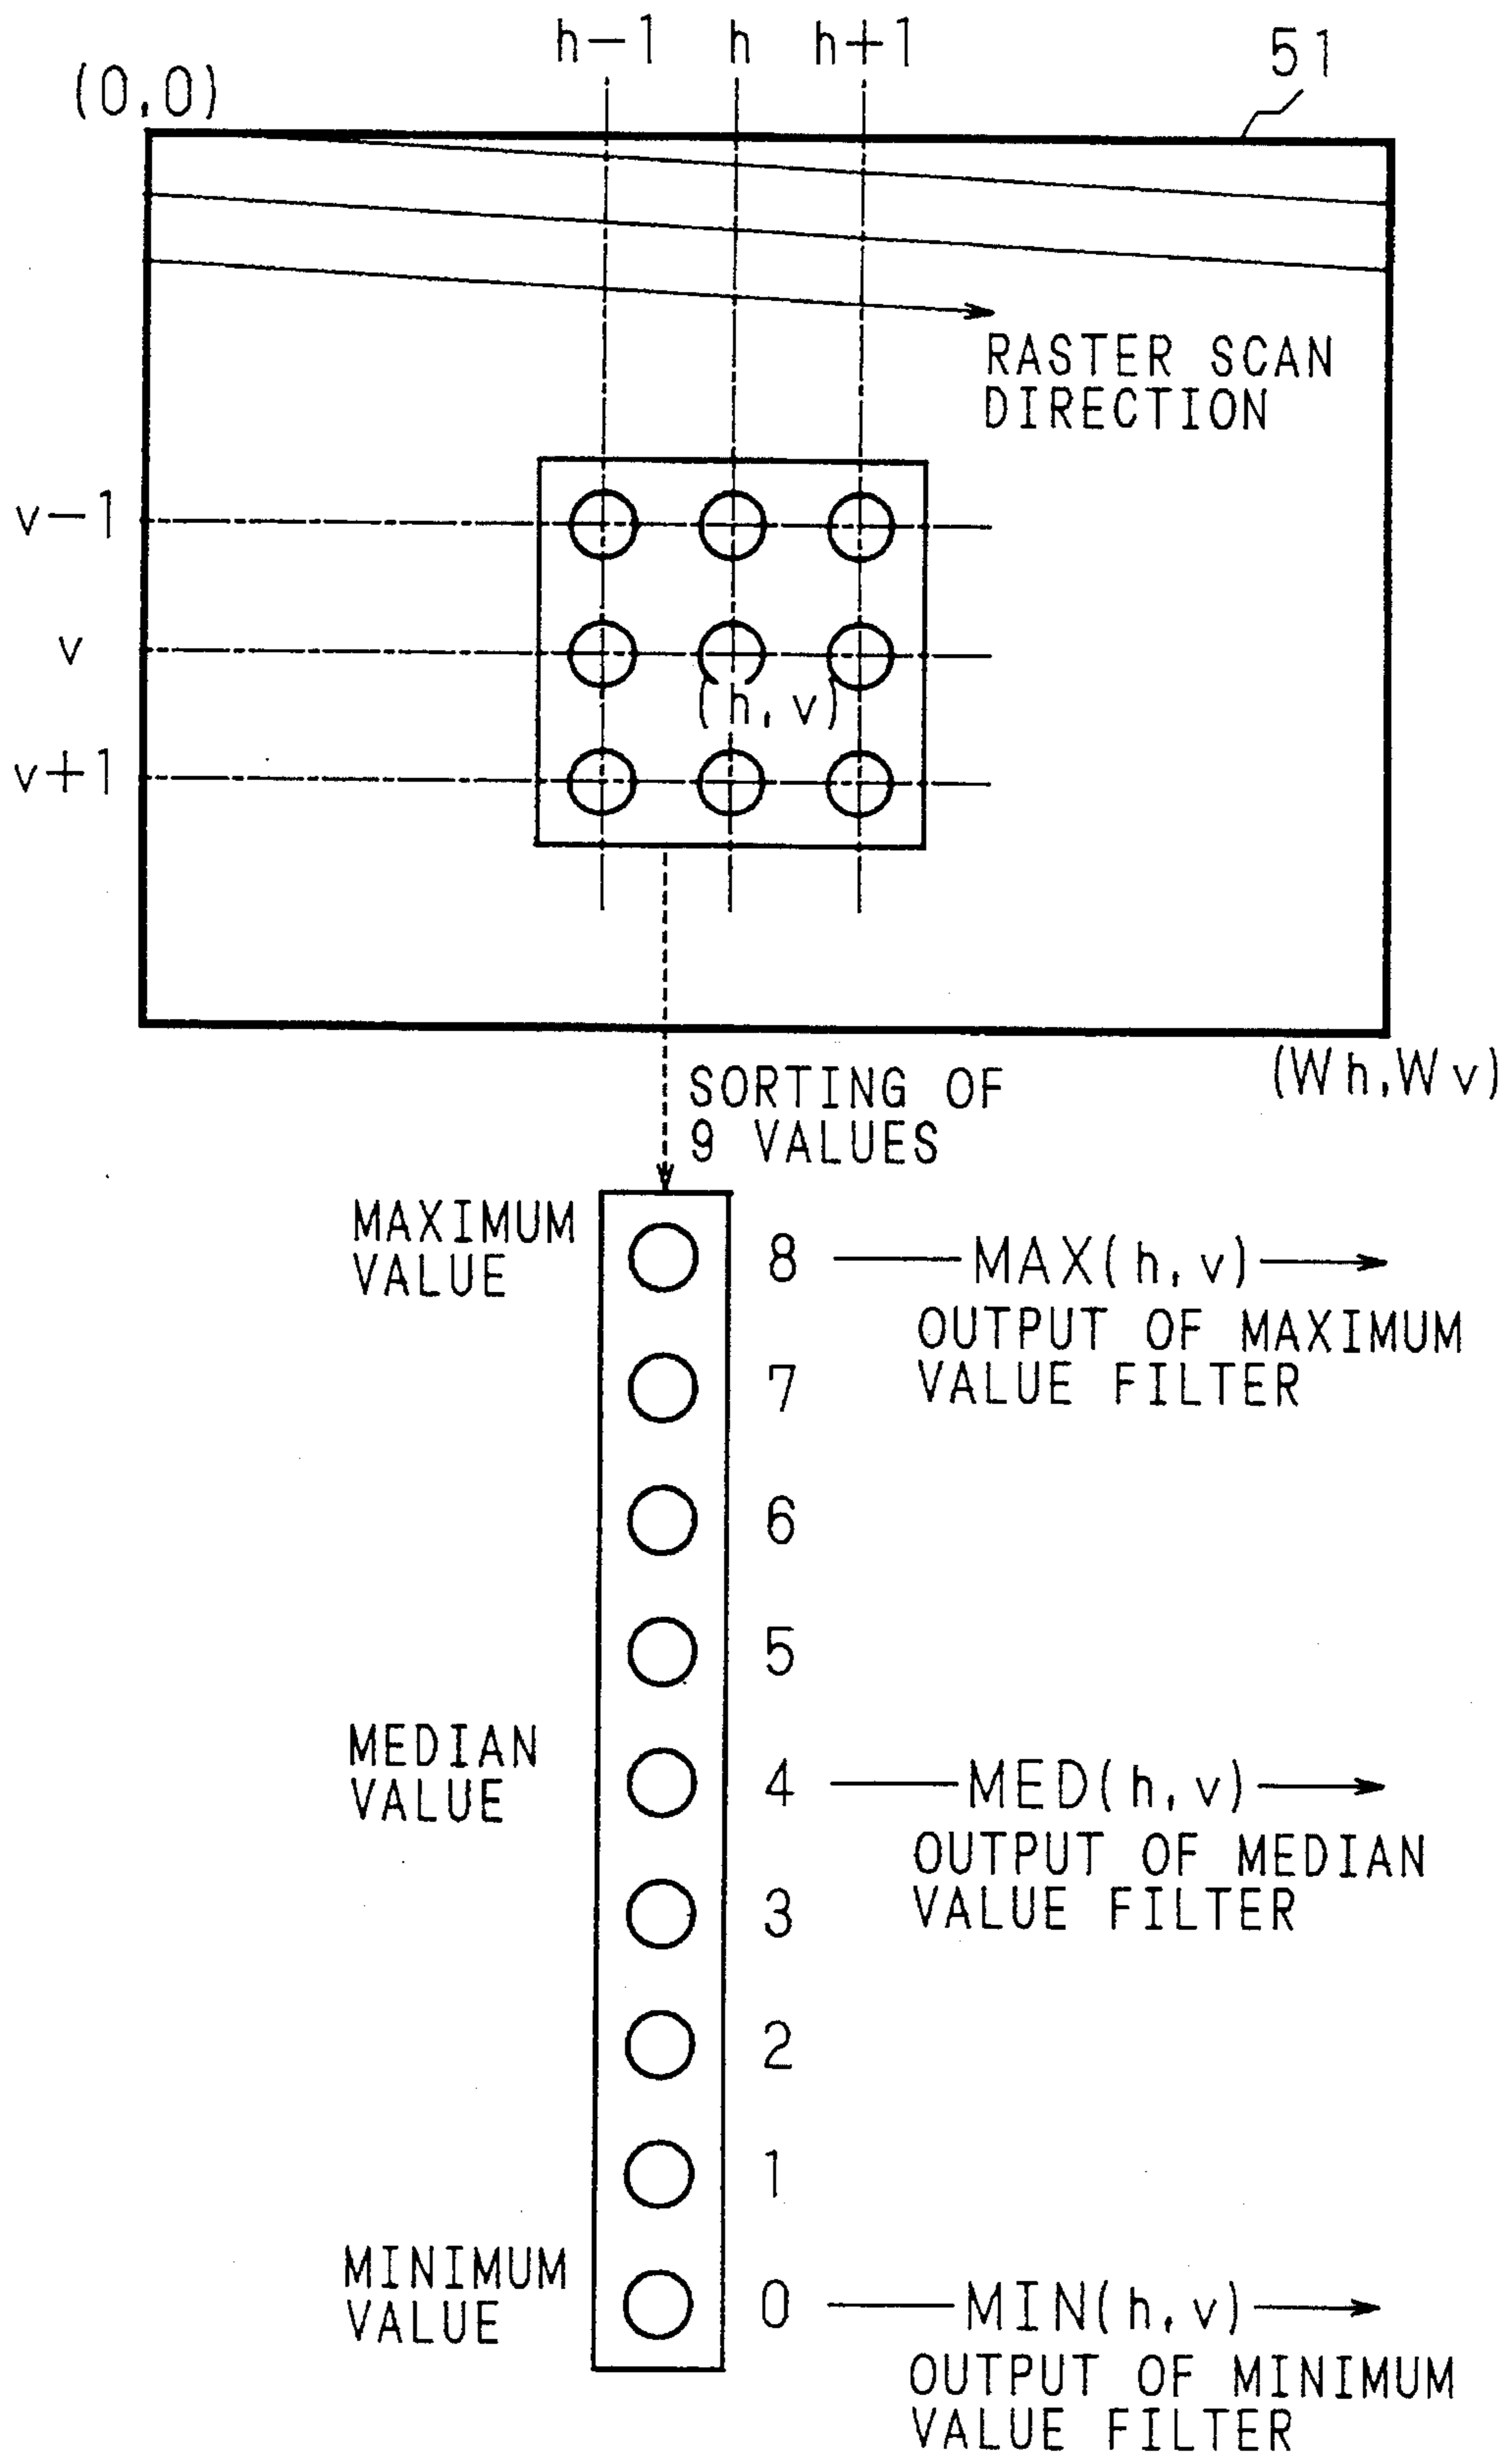 h-1 h h+1
51
(0,0)
RASTER SCAN
DIRECTION
v-1
v
(h,v)
v+1
(Wh,Wv)
SORTING OF
9 VALUES
MAXIMUM
VALUE
8 MAX(h,v)
OUTPUT OF MAXIMUM
VALUE FILTER
7
6
5
MEDIAN
VALUE
4 MED(h,v)
OUTPUT OF MEDIAN
VALUE FILTER
3
2
1
MINIMUM
VALUE
0 MIN(h,v)
OUTPUT OF MINIMUM
VALUE FILTER